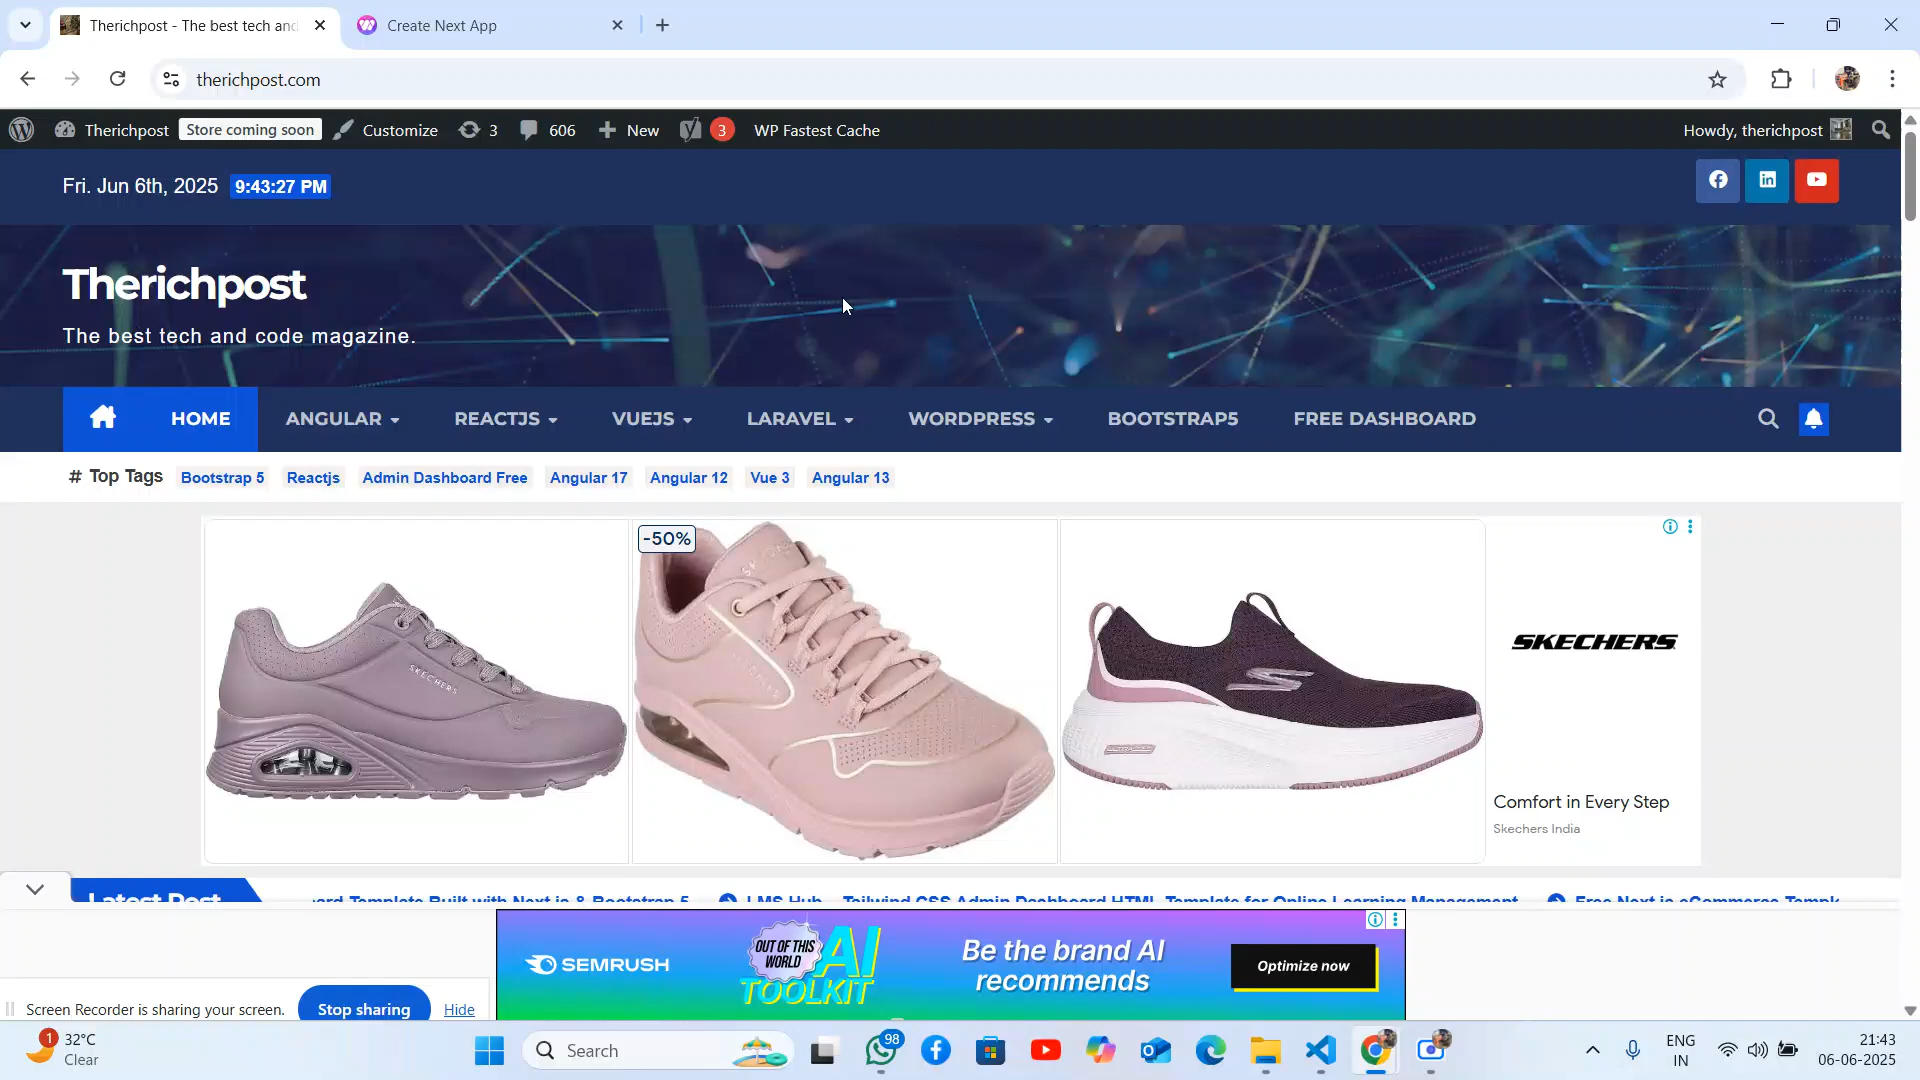 Therichpost - The best tech and
Create Next App
therichpost.com
Therichpost
Store coming soon
Customize
3
606
New
3
WP Fastest Cache
Howdy, therichpost
Fri. Jun 6th, 2025
9:43:27 PM
Therichpost
The best tech and code magazine.
HOME
ANGULAR
REACTJS
VUEJS
LARAVEL
WORDPRESS
BOOTSTRAP5
FREE DASHBOARD
# Top Tags
Bootstrap 5
Reactjs
Admin Dashboard Free
Angular 17
Angular 12
Vue 3
Angular 13
-50%
SKECHERS
SKECHERS
Comfort in Every Step
Skechers India
Latest Post
Template Built with Next.js & Bootstrap 5
LMS Hub – Tailwind CSS Admin Dashboard HTML Template for Online Learning Management
Free Next.js eCommerce
SEMRUSH
OUT OF THIS WORLD
AI TOOLKIT
Be the brand AI
recommends
Optimize now
Screen Recorder is sharing your screen.
Stop sharing
Hide
1
32°C
Clear
Search
98
ENG
IN
21:43
06-06-2025